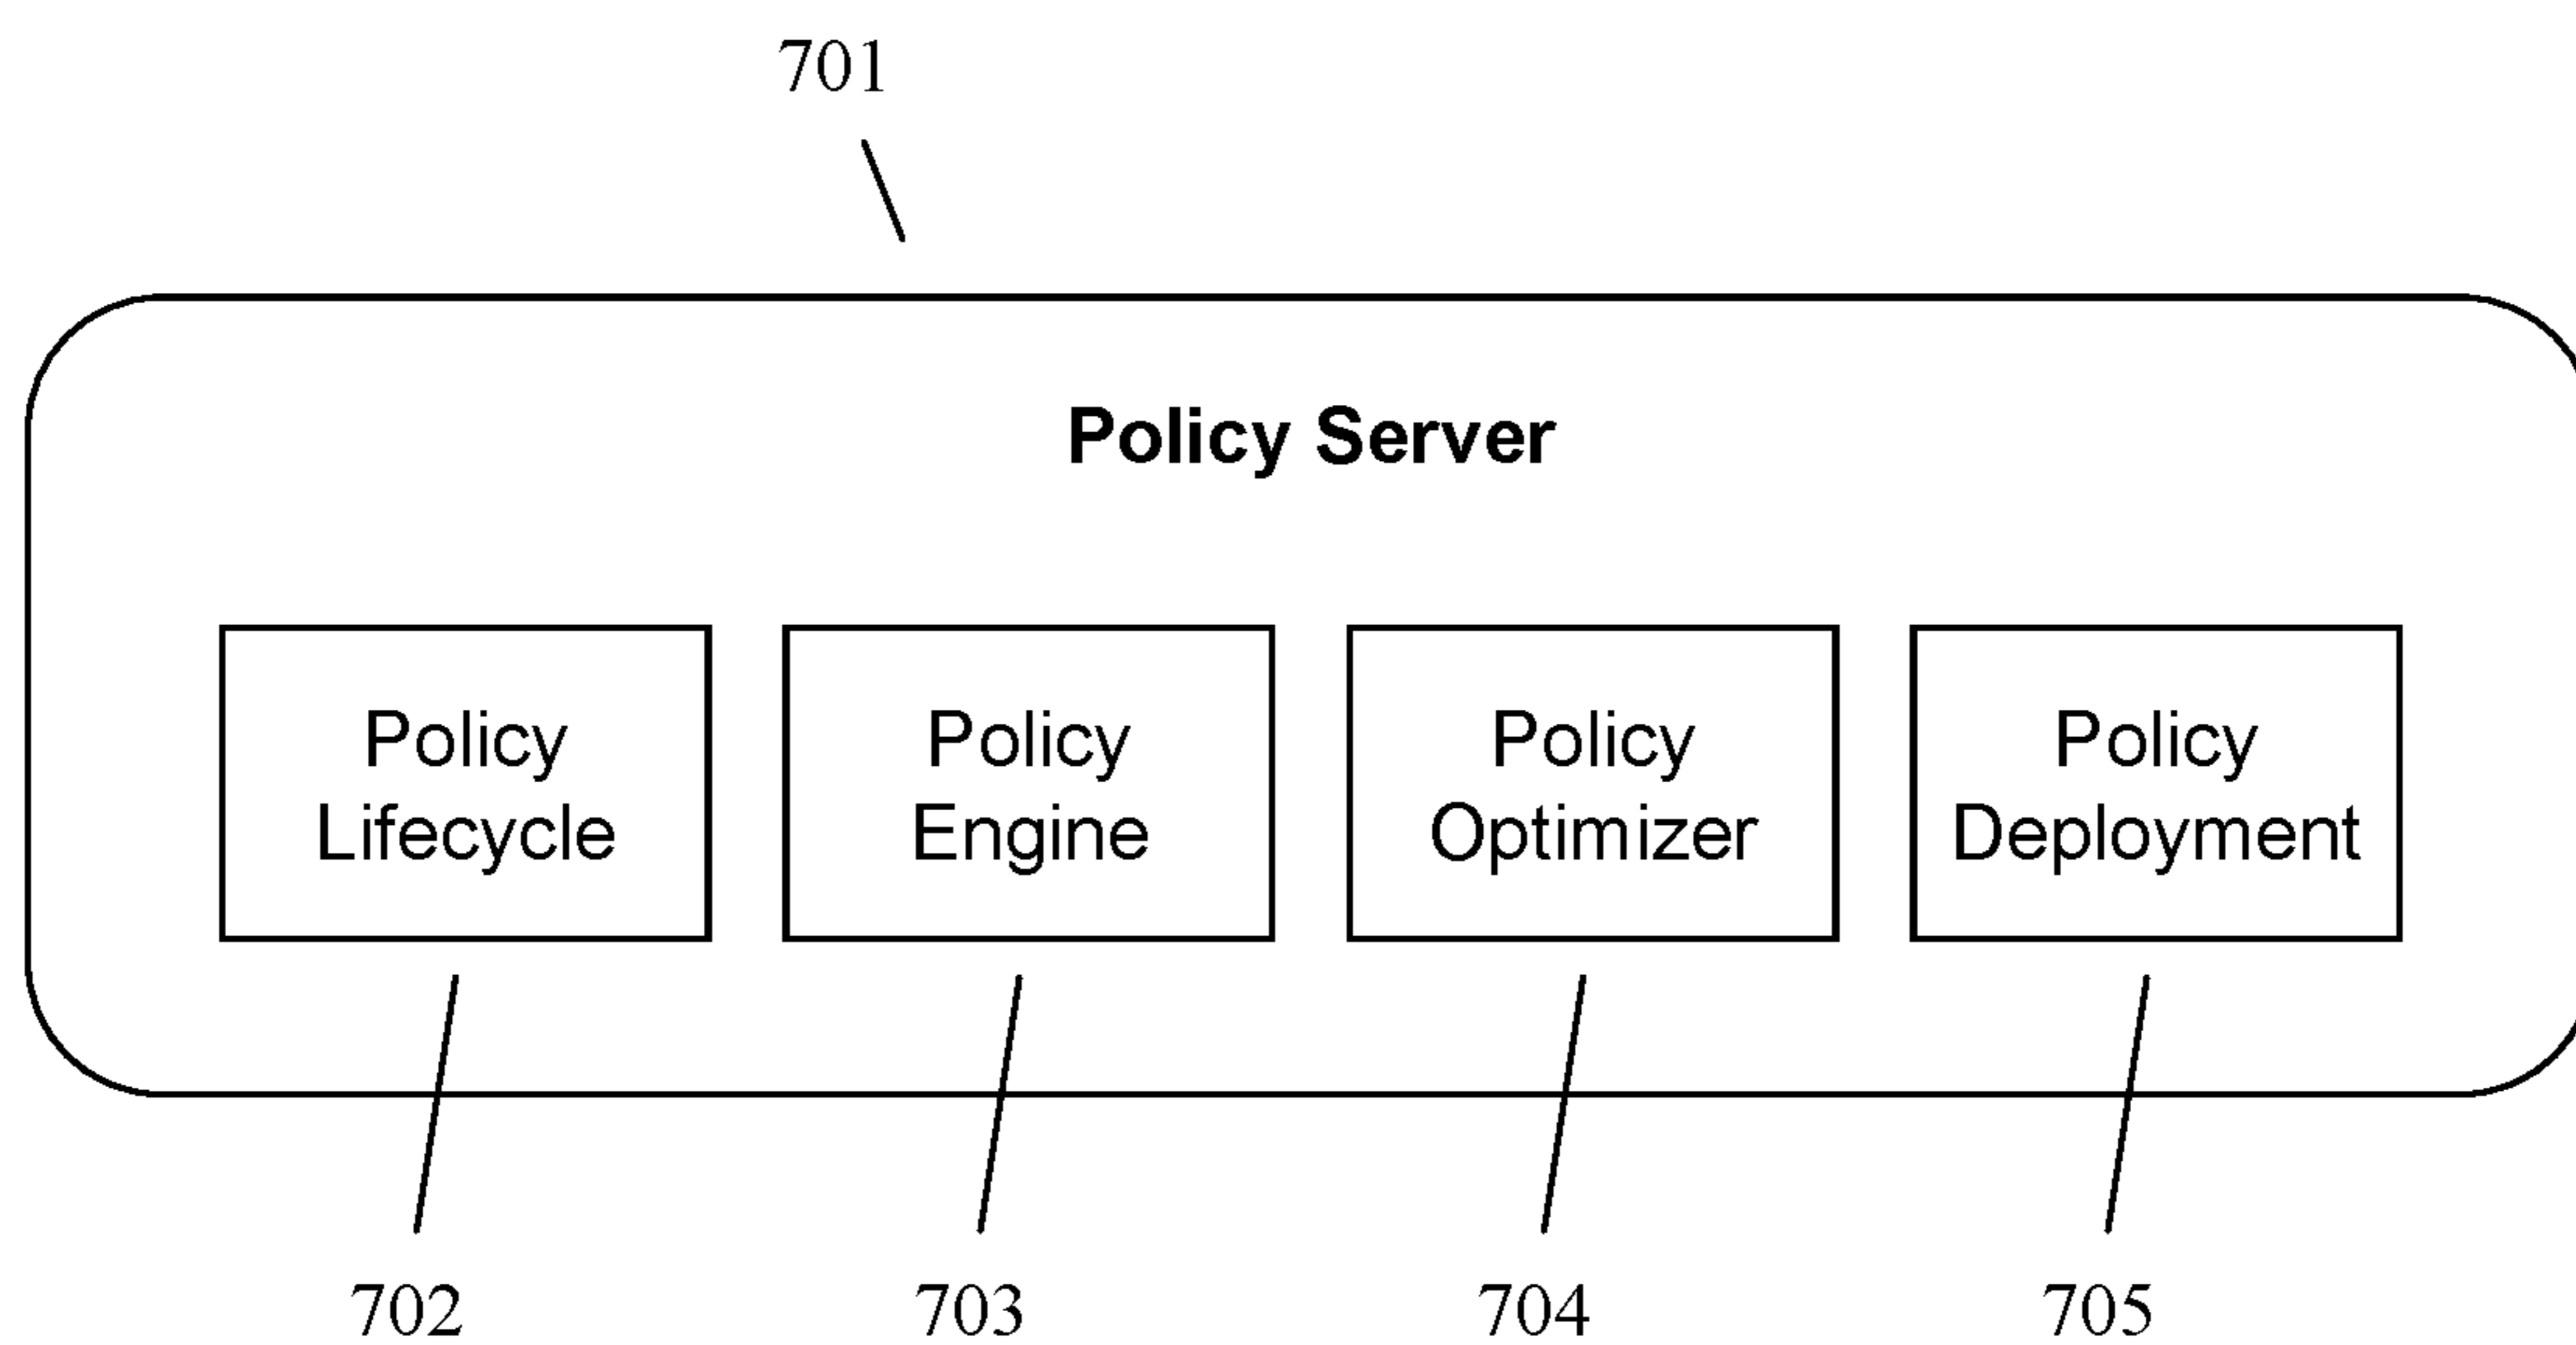 701
Policy Server
Policy
Lifecycle
Policy
Engine
Policy
Optimizer
Policy
Deployment
702
703
704
705